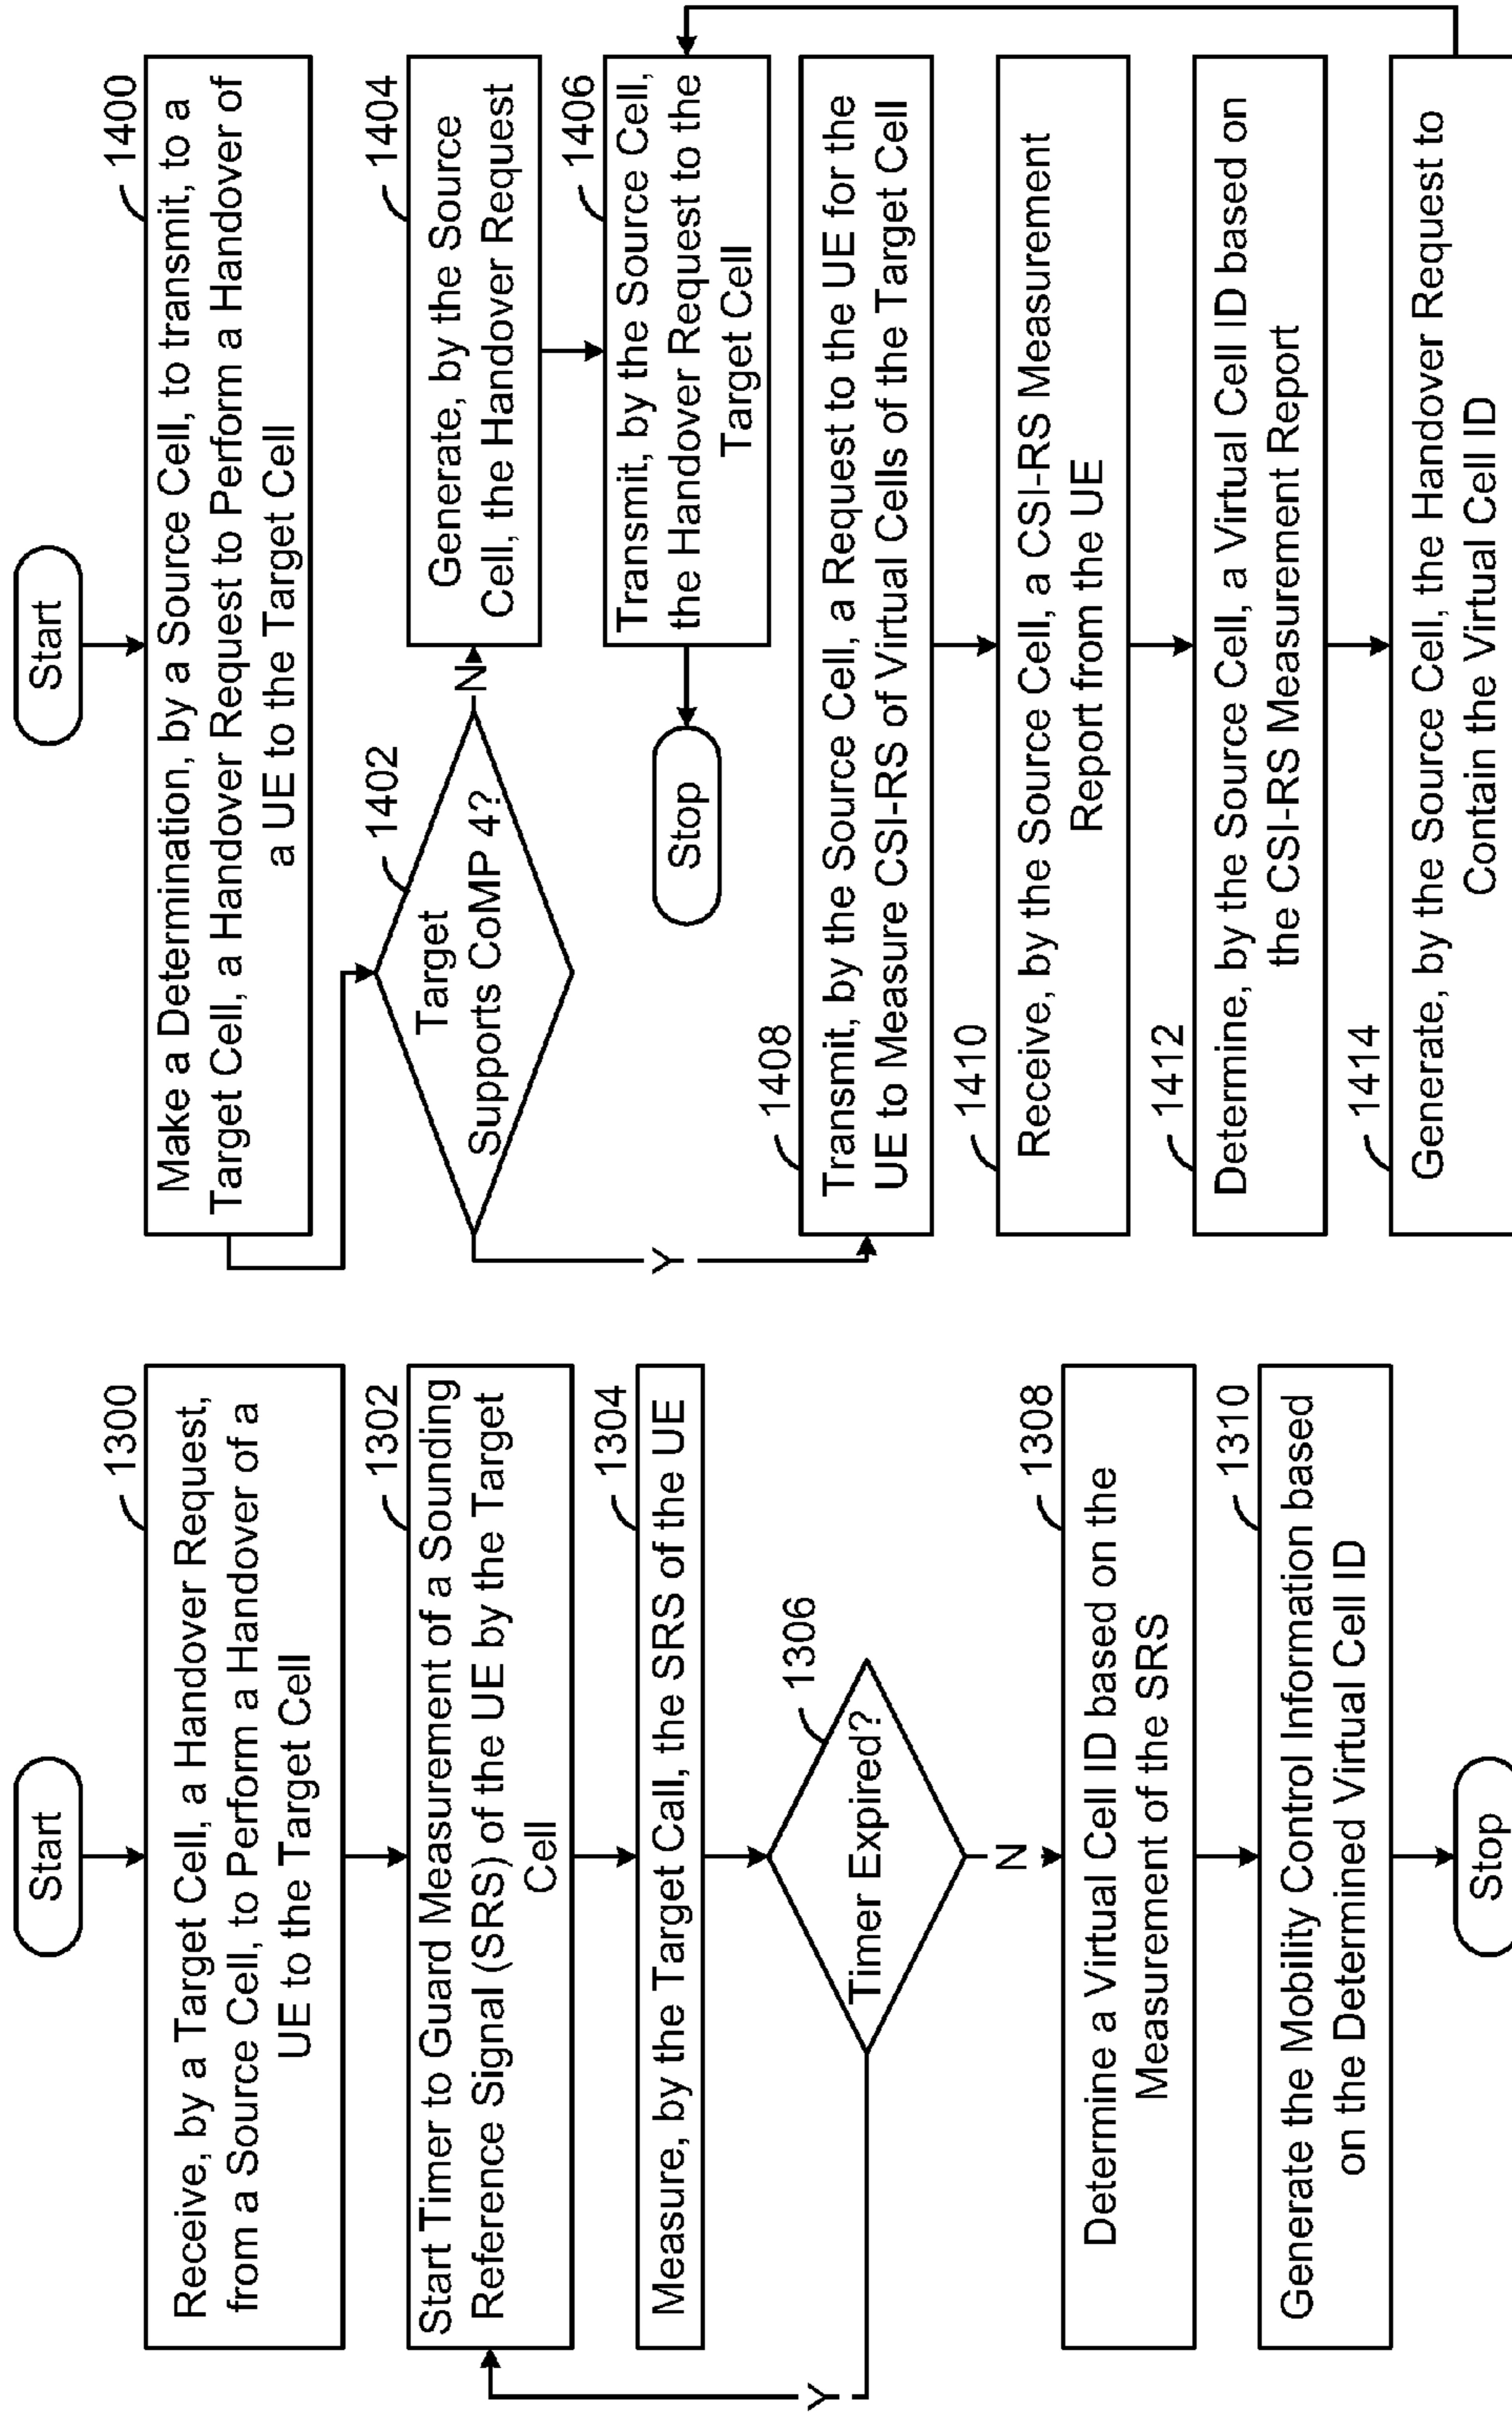 Start
1300
Receive, by a Target Cell, a Handover Request,
from a Source Cell, to Perform a Handover of a
UE to the Target Cell
1302
Start Timer to Guard Measurement of a Sounding
Reference Signal (SRS) of the UE by the Target
Cell
1304
Measure, by the Target Call, the SRS of the UE
1306
Timer Expired?
Y
N
1308
Determine a Virtual Cell ID based on the
Measurement of the SRS
1310
Generate the Mobility Control Information based
on the Determined Virtual Cell ID
Stop
Start
1400
Make a Determination, by a Source Cell, to transmit, to a
Target Cell, a Handover Request to Perform a Handover of
a UE to the Target Cell
1402
Target
Supports CoMP 4?
N
Y
1404
Generate, by the Source
Cell, the Handover Request
1406
Transmit, by the Source Cell,
the Handover Request to the
Target Cell
Stop
1408
Transmit, by the Source Cell, a Request to the UE for the
UE to Measure CSI-RS of Virtual Cells of the Target Cell
1410
Receive, by the Source Cell, a CSI-RS Measurement
Report from the UE
1412
Determine, by the Source Cell, a Virtual Cell ID based on
the CSI-RS Measurement Report
1414
Generate, by the Source Cell, the Handover Request to
Contain the Virtual Cell ID